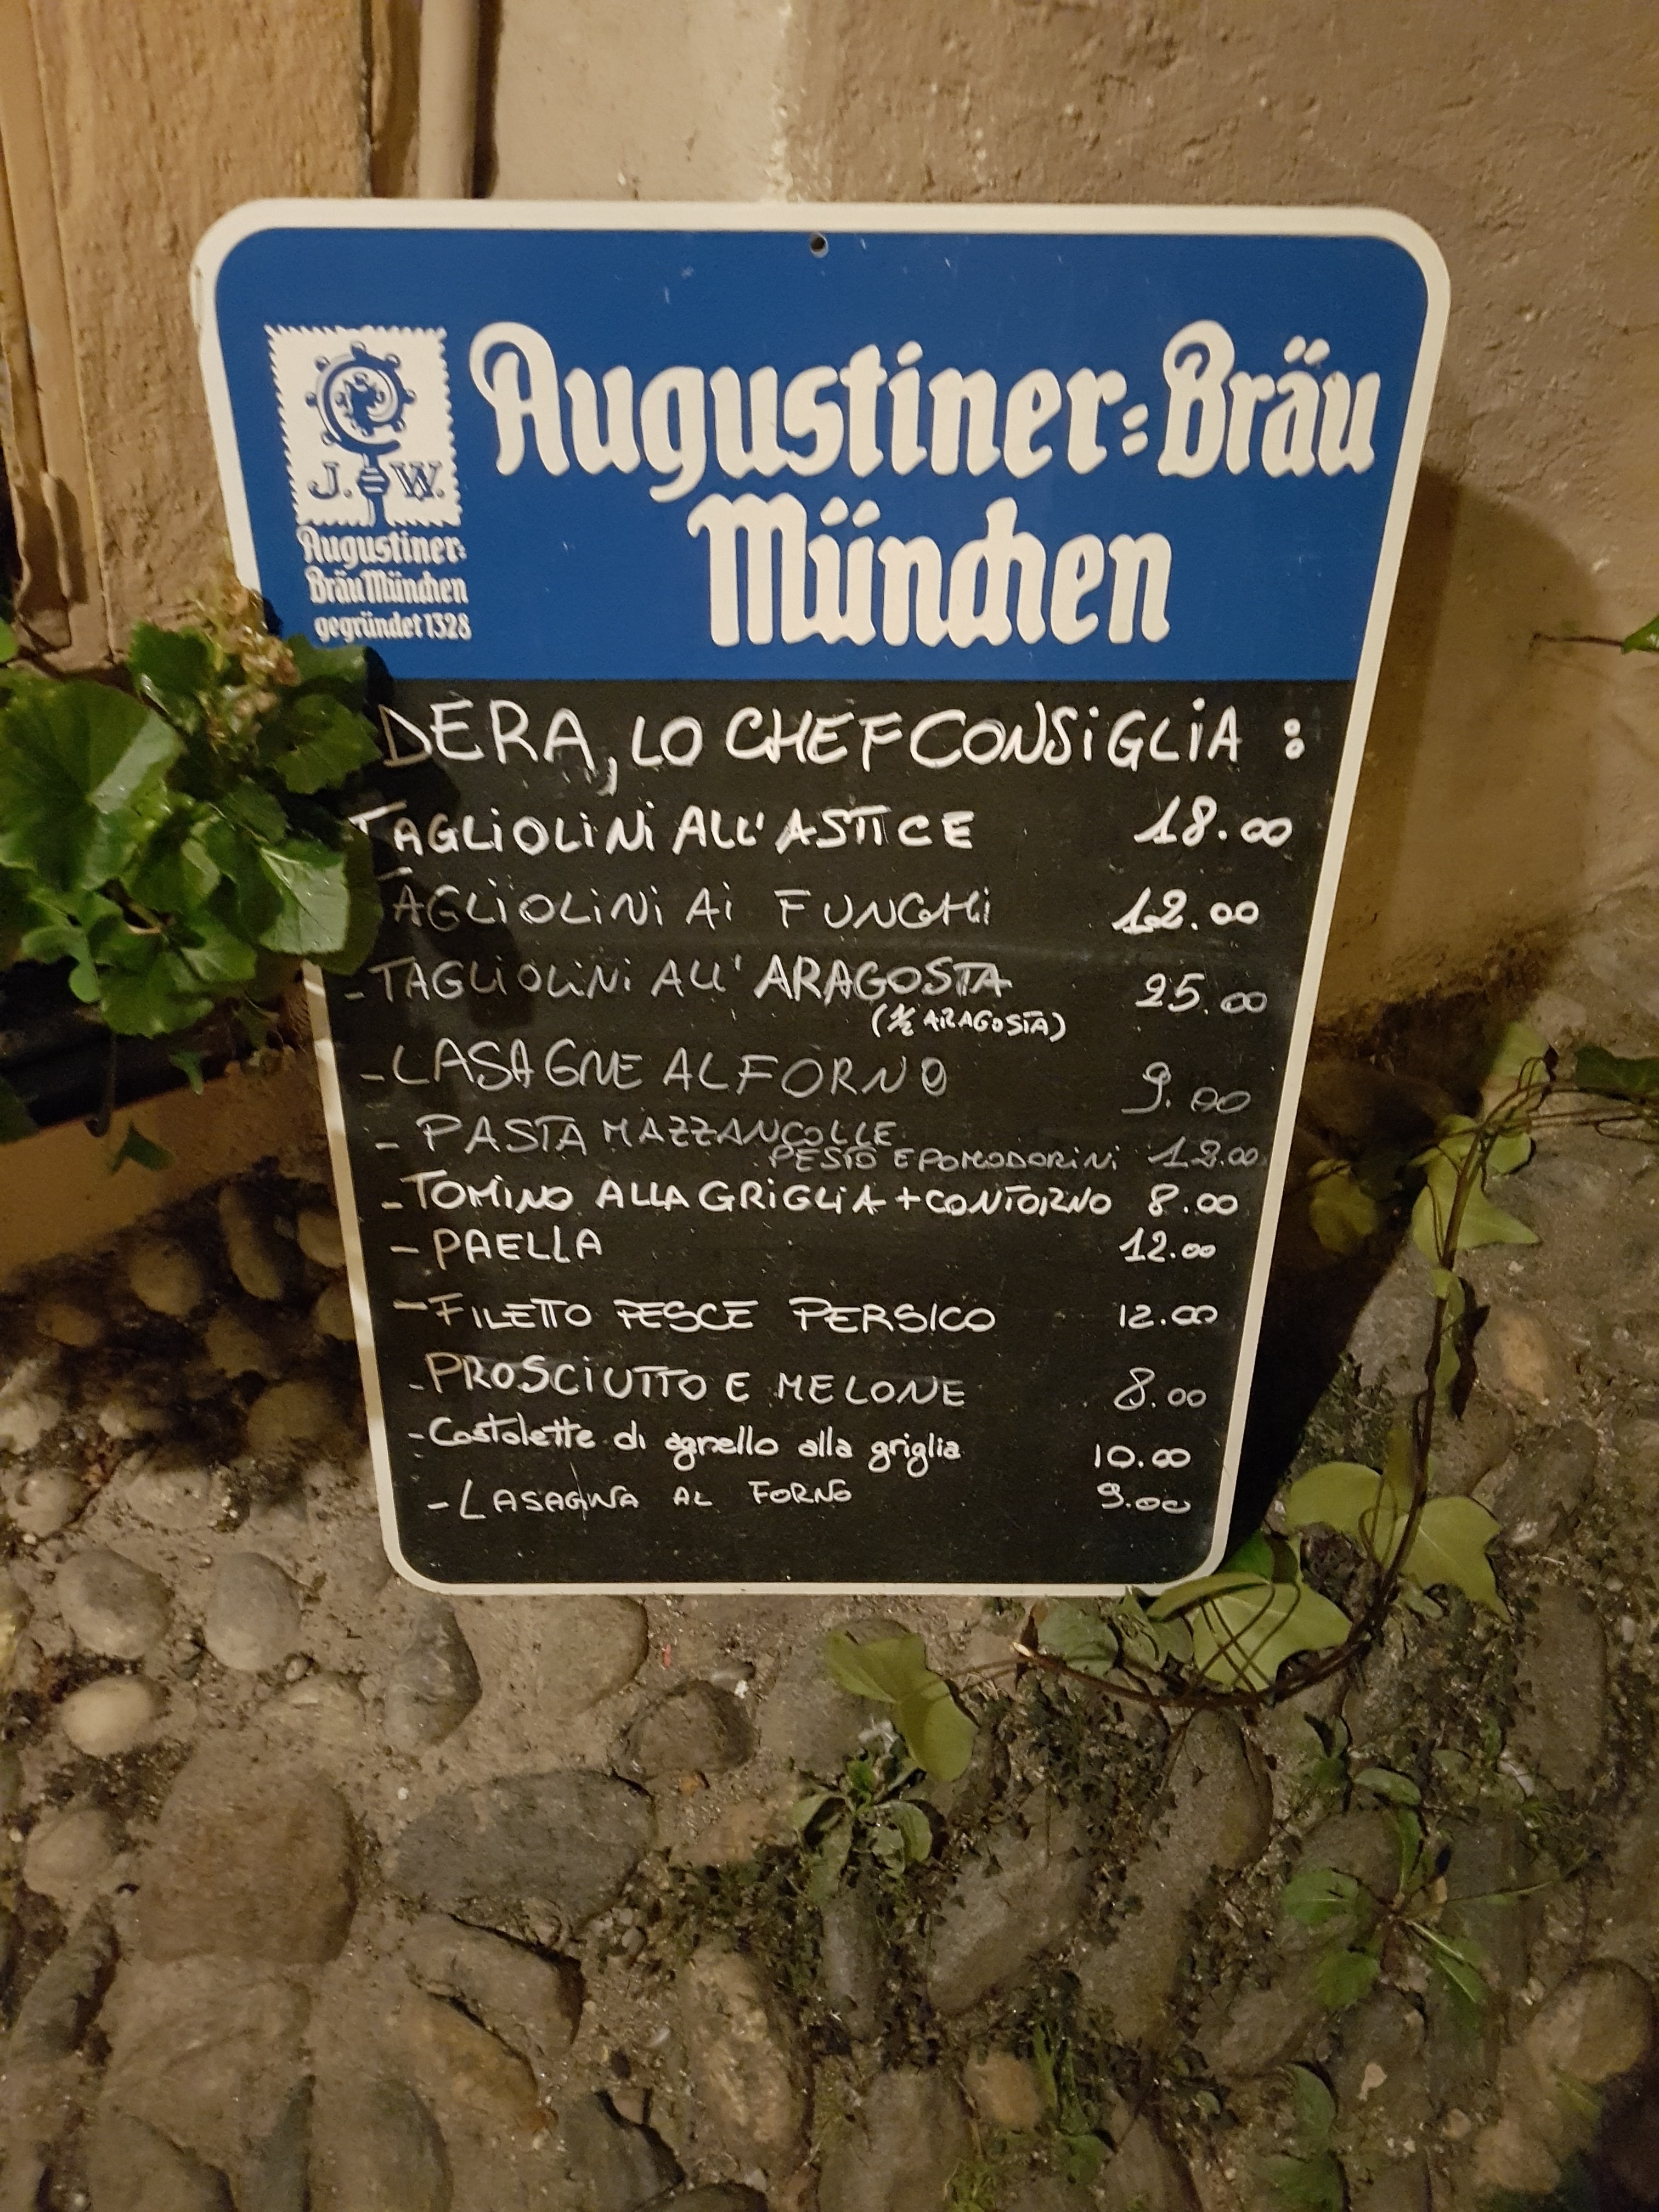 Augustiner=Bräu
München
J. W.
Augustiner=
Bräu München
gegründet 1328
DERA, LO CHEF CONSiGLiA :
TAGLiOLiNi ALL'ASTICE 18.00
AGLiOLiNi Ai FUNGHi 12.00
-TAGLiOLiNi ALL'ARAGOSTA 25.00
(½ ARAGOSTA)
-LASAGNE AL FORNO 9.00
- PASTA MAZZANCOLLE
PESTO E POMODORiNi 12.00
-TOMiNO ALLA GRiGLiA + CONTORNO 8.00
- PAELLA 12.00
-FILETTO PESCE PERSICO 12.00
-PROSCiUTTO E MELONE 8.00
-Costolette di agnello alla griglia 10.00
-LASAGNA AL FORNO 9.00